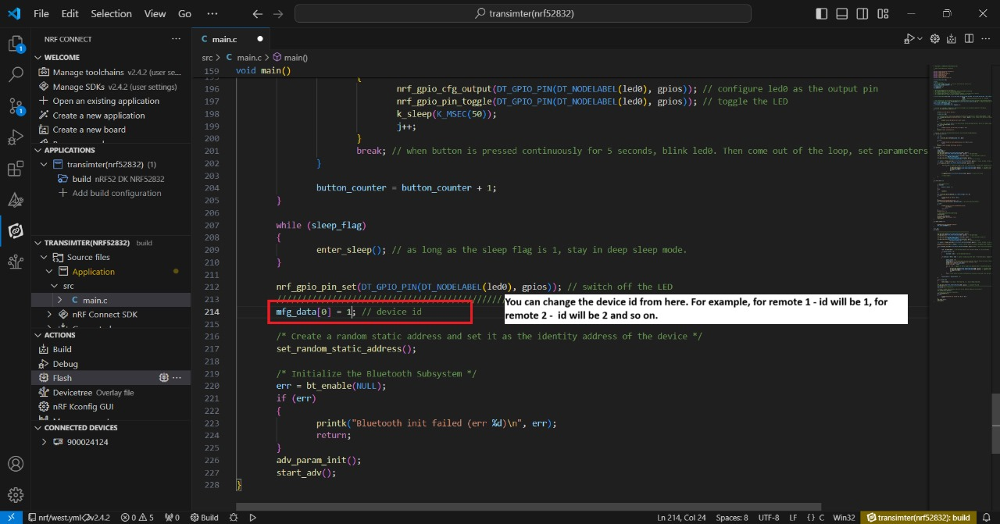 File Edit Selection View Go ···
transimter(nrf52832)
NRF CONNECT ···
WELCOME
Manage toolchains v2.4.2 (user se...
Manage SDKs v2.4.2 (user settings)
Open an existing application
Create a new application
Create a new board
APPLICATIONS
transimter(nrf52832) (1)
build nRF52 DK NRF52832
Add build configuration
TRANSIMTER(NRF52832) build
Source files
Application
src
C main.c
nRF Connect SDK
ACTIONS
Build
Debug
Flash ···
Devicetree Overlay file
nRF Kconfig GUI
CONNECTED DEVICES
900024124
1
1
C main.c
src > C main.c > main()
159 void main()
196 nrf_gpio_cfg_output(DT_GPIO_PIN(DT_NODELABEL(led0), gpios)); // configure led0 as the output pin
197 nrf_gpio_pin_toggle(DT_GPIO_PIN(DT_NODELABEL(led0), gpios)); // toggle the LED
198 k_sleep(K_MSEC(50));
199 j++;
200 }
201 break; // when button is pressed continuously for 5 seconds, blink led0. Then come out of the loop, set parameters
202 }
203
204 button_counter = button_counter + 1;
205 }
206
207 while (sleep_flag)
208 {
209 enter_sleep(); // as long as the sleep flag is 1, stay in deep sleep mode.
210 }
211
212 nrf_gpio_pin_set(DT_GPIO_PIN(DT_NODELABEL(led0), gpios)); // switch off the LED
213 /////////////////////////////////////////////
214 mfg_data[0] = 1; // device id
You can change the device id from here. For example, for remote 1 - id will be 1, for
remote 2 - id will be 2 and so on.
215
216 /* Create a random static address and set it as the identity address of the device */
217 set_random_static_address();
218
219 /* Initialize the Bluetooth Subsystem */
220 err = bt_enable(NULL);
221 if (err)
222 {
223 printk("Bluetooth init failed (err %d)\n", err);
224 return;
225 }
226 adv_param_init();
227 start_adv();
228 }
nrf/west.yml v2.4.2 0 5 0 Build
Ln 214, Col 24 Spaces: 8 UTF-8 LF {} C Win32 transimter(nrf52832): build